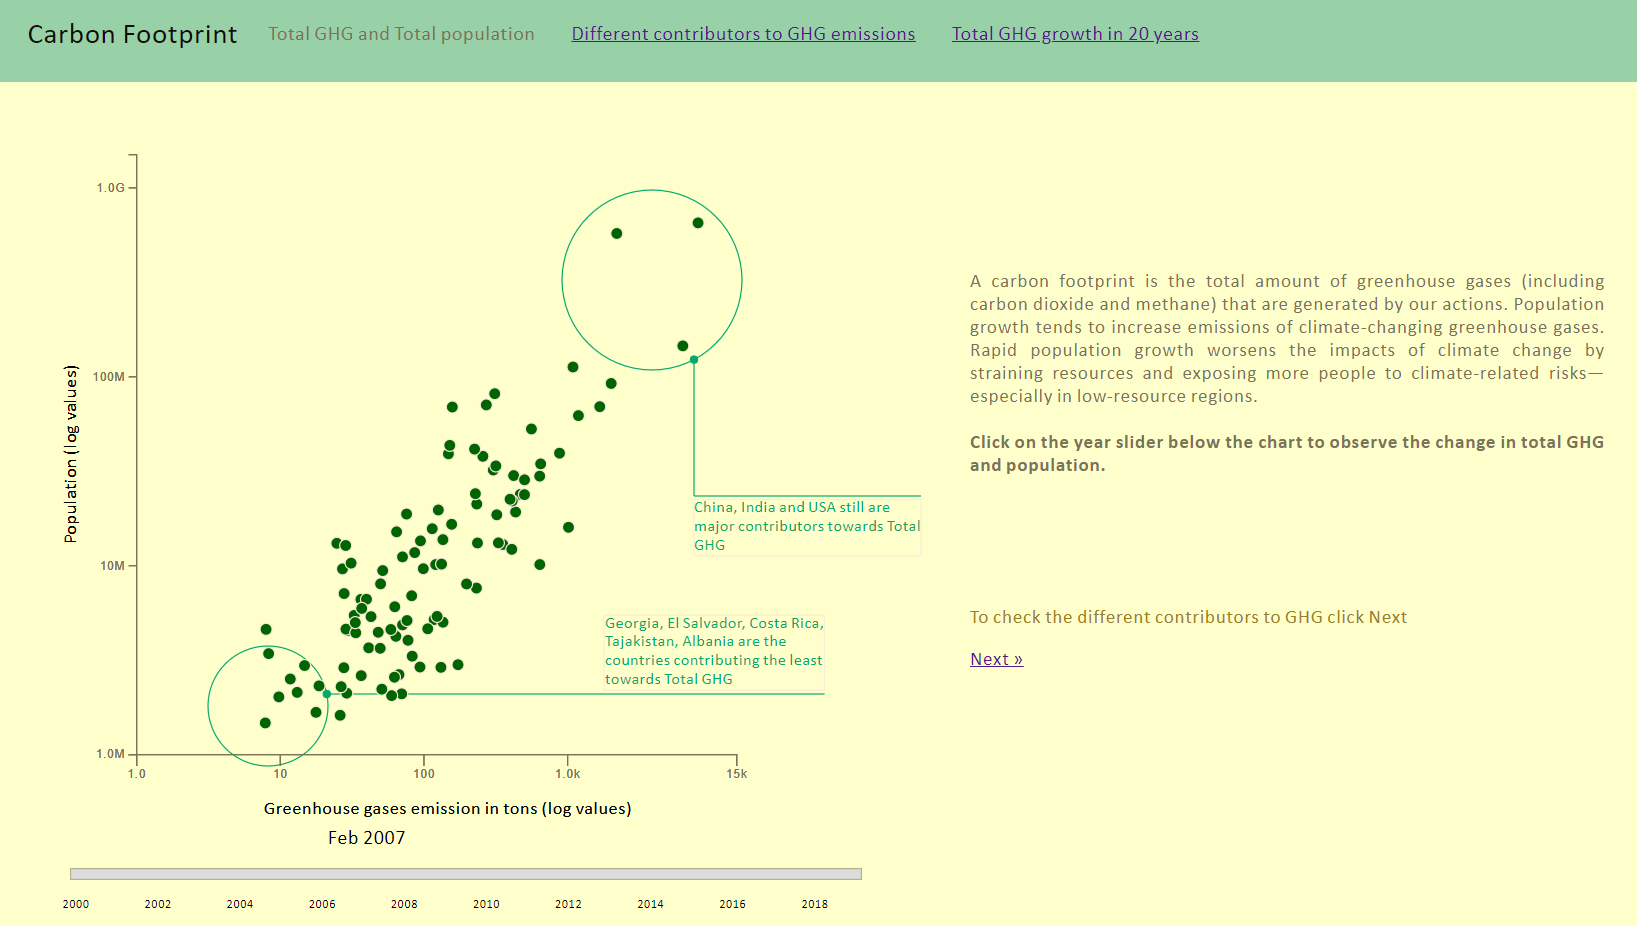 Carbon Footprint
Total GHG and Total population
Different contributors to GHG emissions
Total GHG growth in 20 years
1.0G
100M
10M
1.0M
Population (log values)
1.0
10
100
1.0k
15k
Greenhouse gases emission in tons (log values)
China, India and USA still are
major contributors towards Total
GHG
Georgia, El Salvador, Costa Rica,
Tajakistan, Albania are the
countries contributing the least
towards Total GHG
Feb 2007
2000
2002
2004
2006
2008
2010
2012
2014
2016
2018
A carbon footprint is the total amount of greenhouse gases (including
carbon dioxide and methane) that are generated by our actions. Population
growth tends to increase emissions of climate-changing greenhouse gases.
Rapid population growth worsens the impacts of climate change by
straining resources and exposing more people to climate-related risks—
especially in low-resource regions.
Click on the year slider below the chart to observe the change in total GHG
and population.
To check the different contributors to GHG click Next
Next »